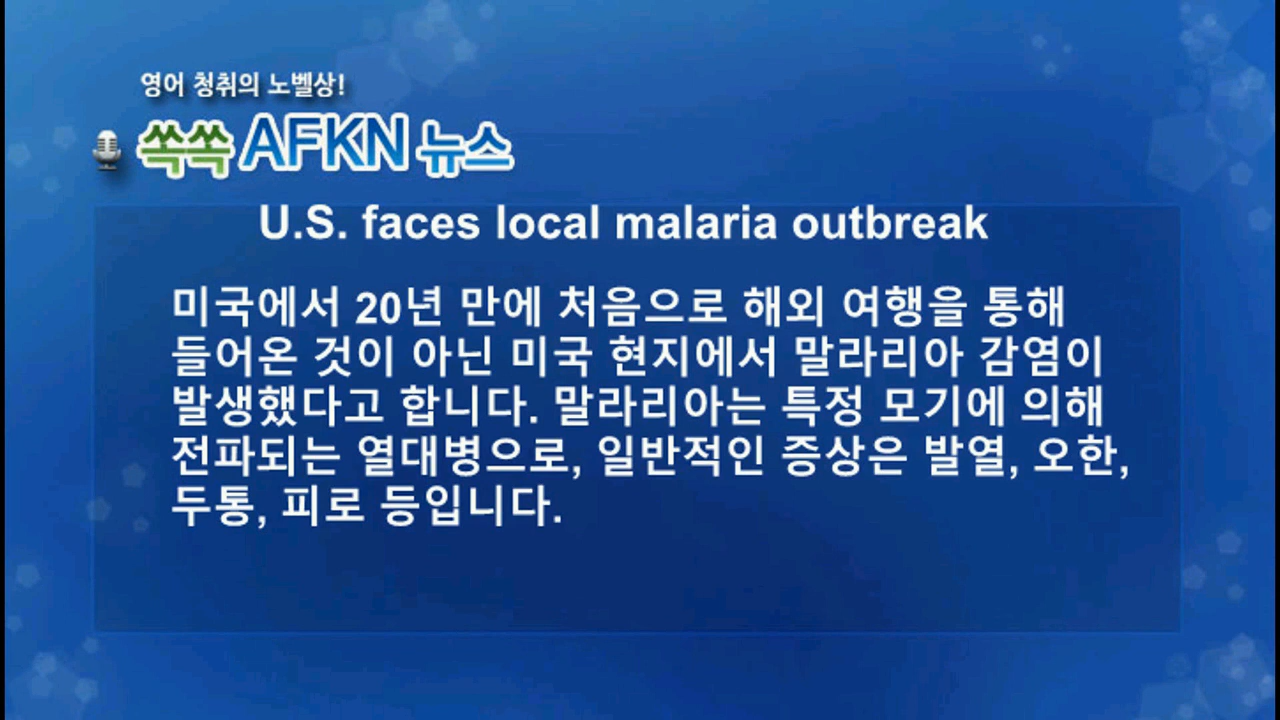 영어 청취의 노벨상!
쏙쏙 AFKN 뉴스
U.S. faces local malaria outbreak
미국에서 20년 만에 처음으로 해외 여행을 통해
들어온 것이 아닌 미국 현지에서 말라리아 감염이
발생했다고 합니다. 말라리아는 특정 모기에 의해
전파되는 열대병으로, 일반적인 증상은 발열, 오한,
두통, 피로 등입니다.